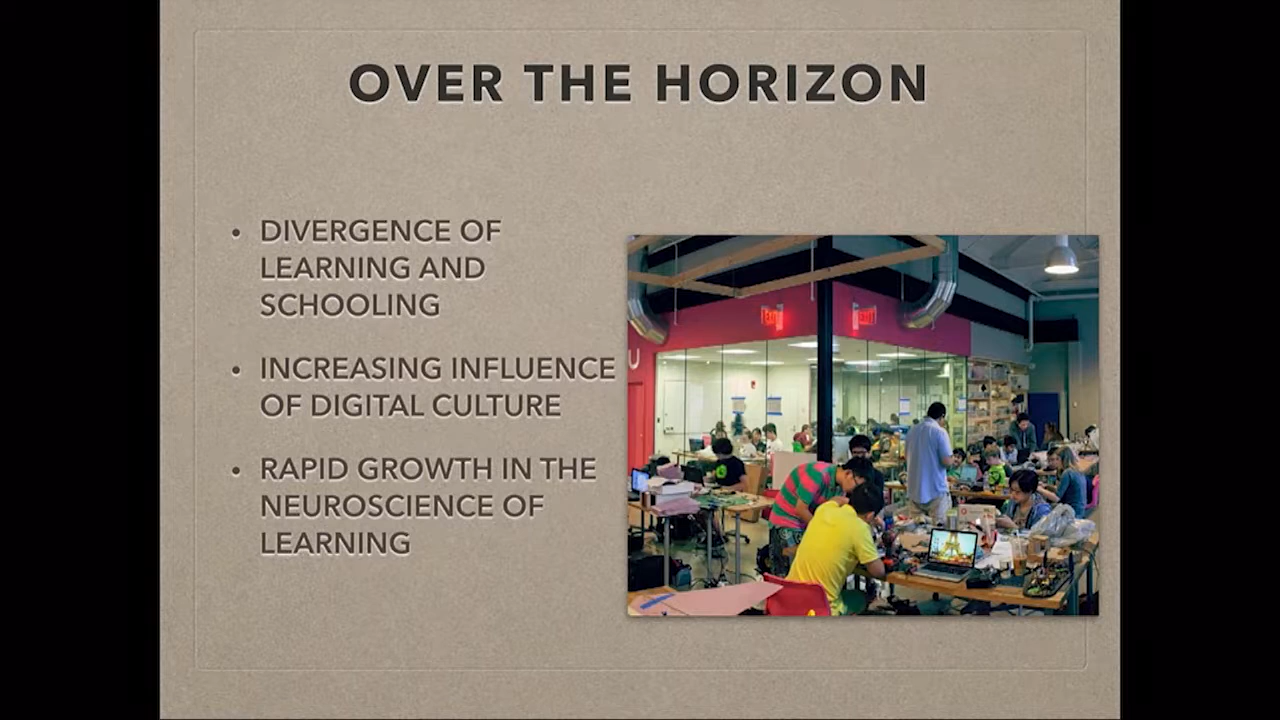 OVER THE HORIZON
• DIVERGENCE OF
LEARNING AND
SCHOOLING
• INCREASING INFLUENCE
OF DIGITAL CULTURE
• RAPID GROWTH IN THE
NEUROSCIENCE OF
LEARNING
EXIT
EXIT
U